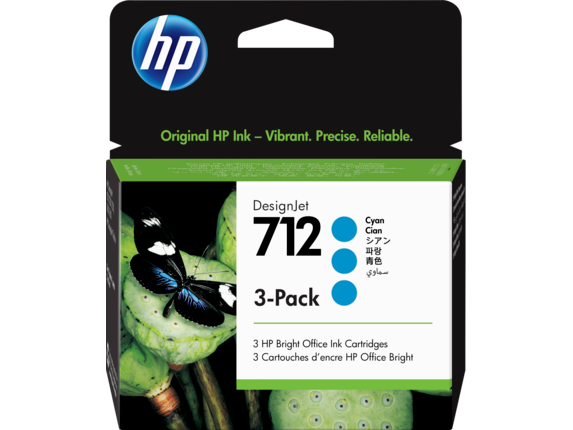 hp
Original HP Ink – Vibrant. Precise. Reliable.
DesignJet
712
Cyan
Cian
シアン
파랑
青色
سماوي
3-Pack
3 HP Bright Office Ink Cartridges
3 Cartouches d'encre HP Office Bright